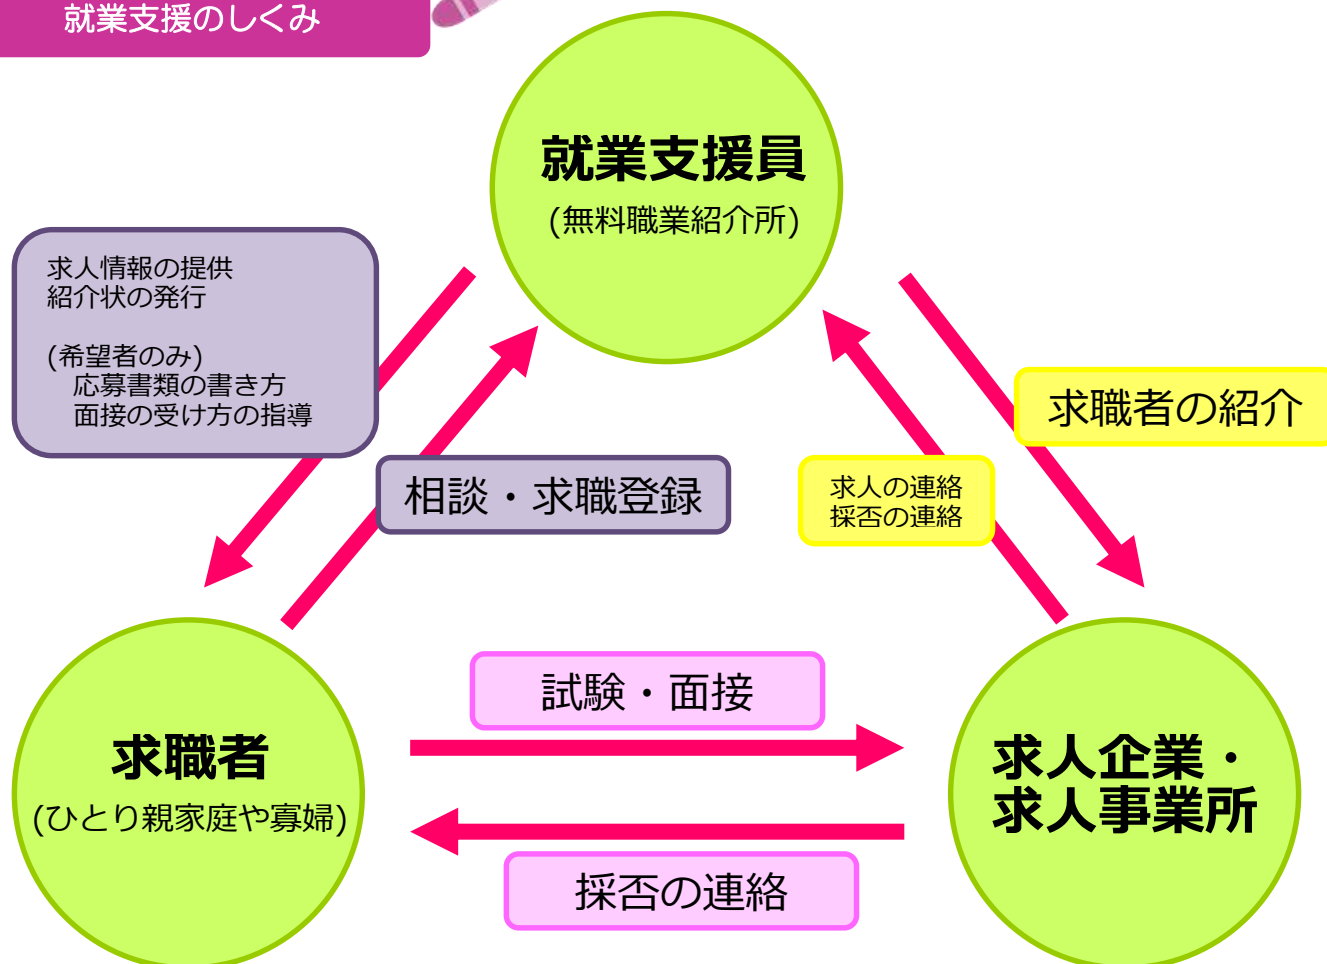 就業支援のしくみ
就業支援員
(無料職業紹介所)
求人情報の提供
紹介状の発行
(希望者のみ)
応募書類の書き方
面接の受け方の指導
求職者の紹介
相談・求職登録
求人の連絡
採否の連絡
試験・面接
求職者
(ひとり親家庭や寡婦)
求人企業・
求人事業所
採否の連絡